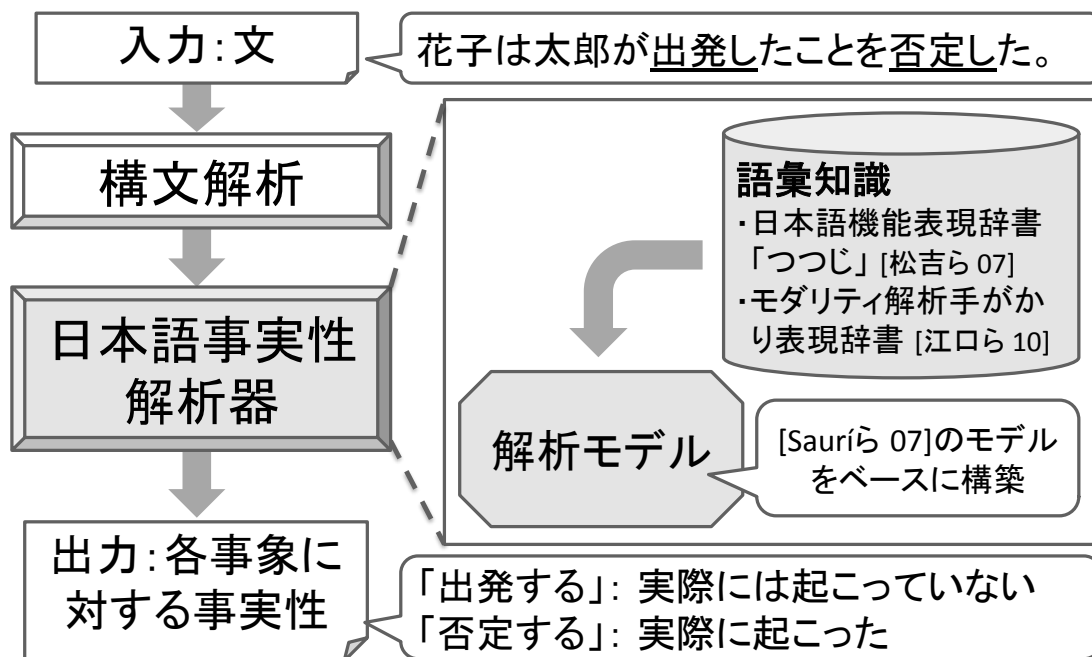 入力：文
花子は太郎が出発したことを否定した。
構文解析
日本語事実性
解析器
語彙知識
・日本語機能表現辞書
「つつじ」 [松吉ら 07]
・モダリティ解析手がか
り表現辞書 [江口ら 10]
解析モデル
[Sauríら 07]のモデル
をベースに構築
出力：各事象に
対する事実性
「出発する」： 実際には起こっていない
「否定する」： 実際に起こった